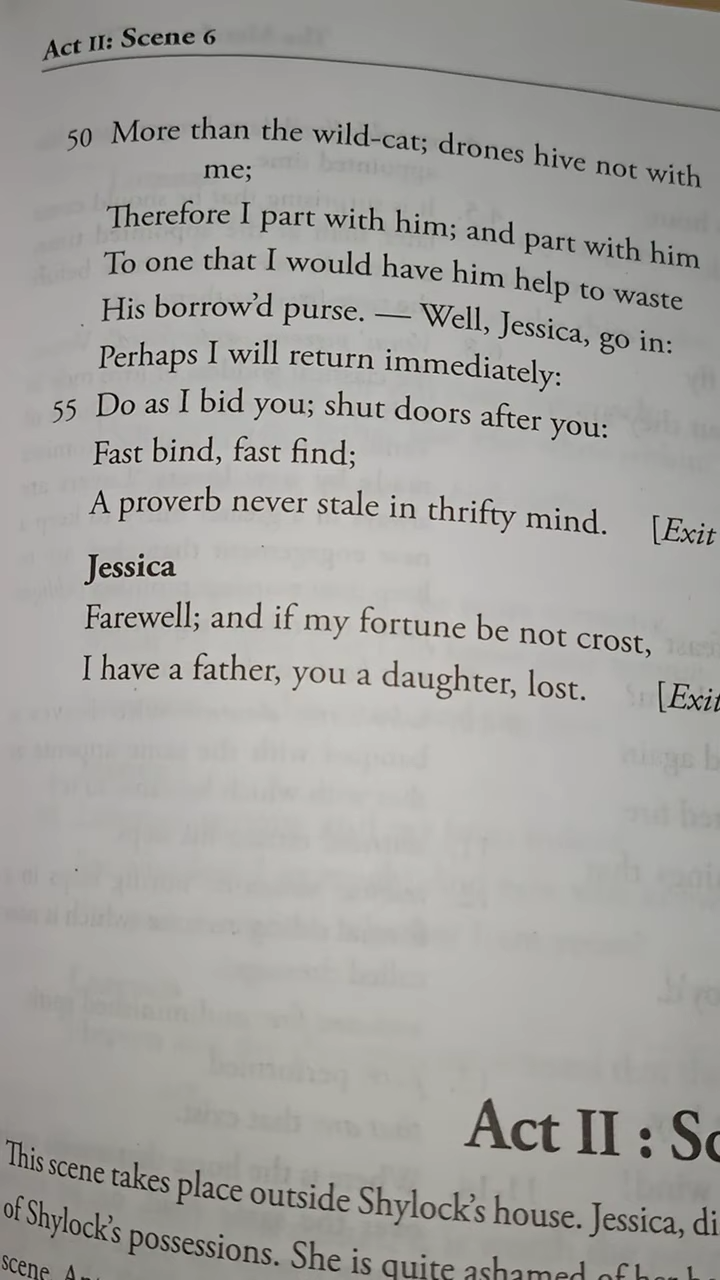 Act II: Scene 6
50 More than the wild-cat; drones hive not with
me;
Therefore I part with him; and part with him
To one that I would have him help to waste
His borrow'd purse. — Well, Jessica, go in:
Perhaps I will return immediately:
55 Do as I bid you; shut doors after you:
Fast bind, fast find;
A proverb never stale in thrifty mind. [Exit
Jessica
Farewell; and if my fortune be not crost,
I have a father, you a daughter, lost. [Exit
Act II :
This scene takes place outside Shylock's house. Jessica,
of Shylock's possessions. She is quite ashamed of
scene.